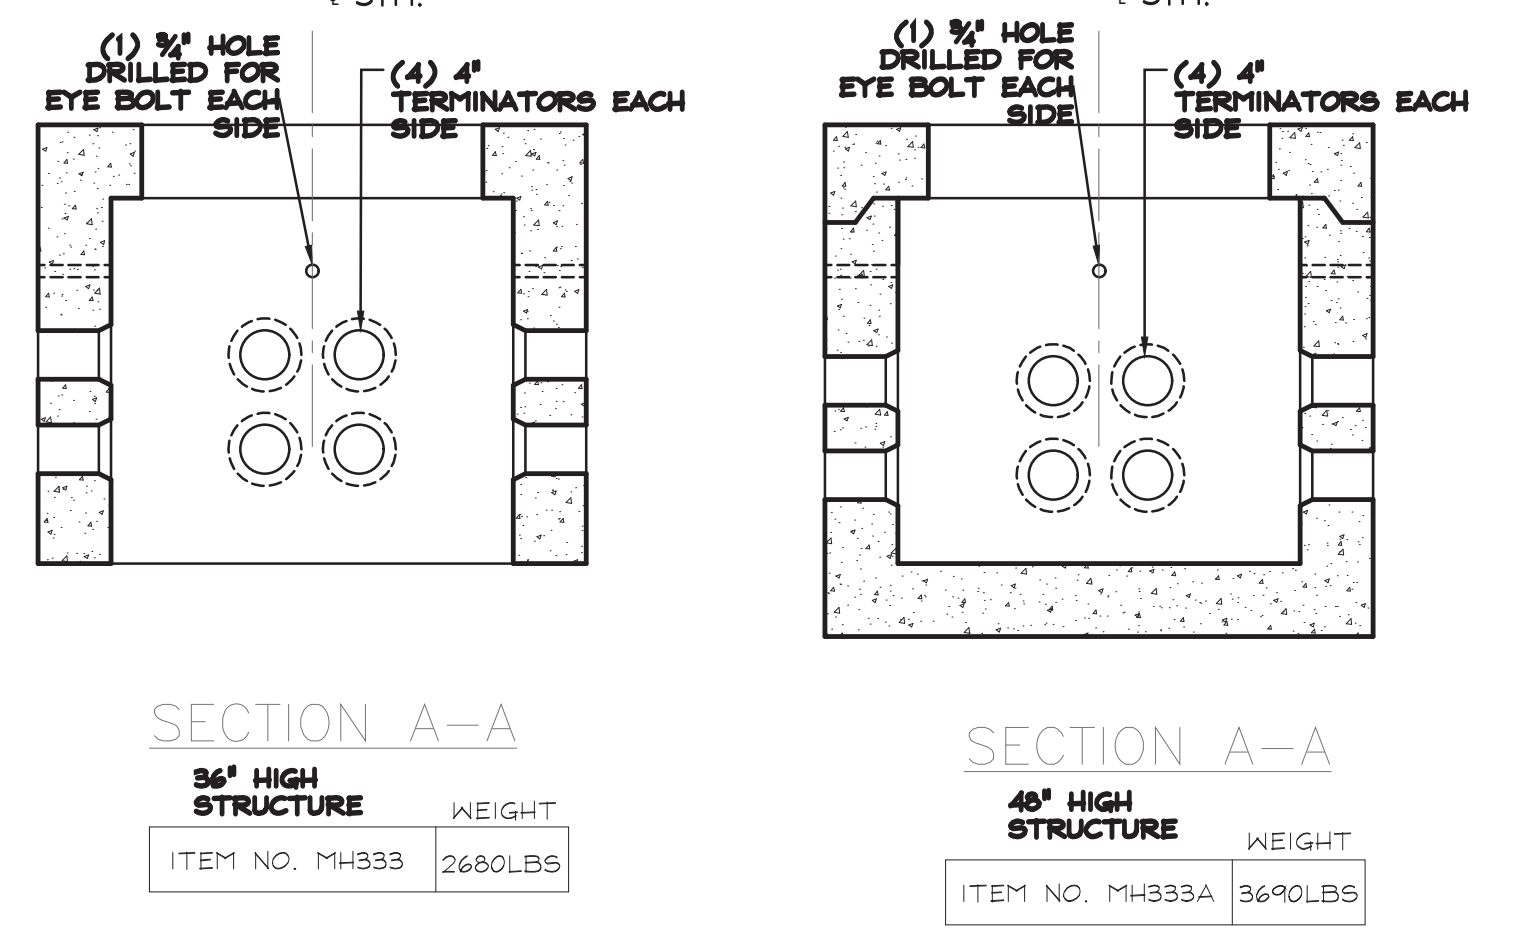 (1) ¾" HOLE
DRILLED FOR
EYE BOLT EACH
SIDE
(4) 4"
TERMINATORS EACH
SIDE
SECTION A-A
36" HIGH
STRUCTURE
WEIGHT
ITEM NO. MH333
2680LBS
(1) ¾" HOLE
DRILLED FOR
EYE BOLT EACH
SIDE
(4) 4"
TERMINATORS EACH
SIDE
SECTION A-A
48" HIGH
STRUCTURE
WEIGHT
ITEM NO. MH333A
3690LBS